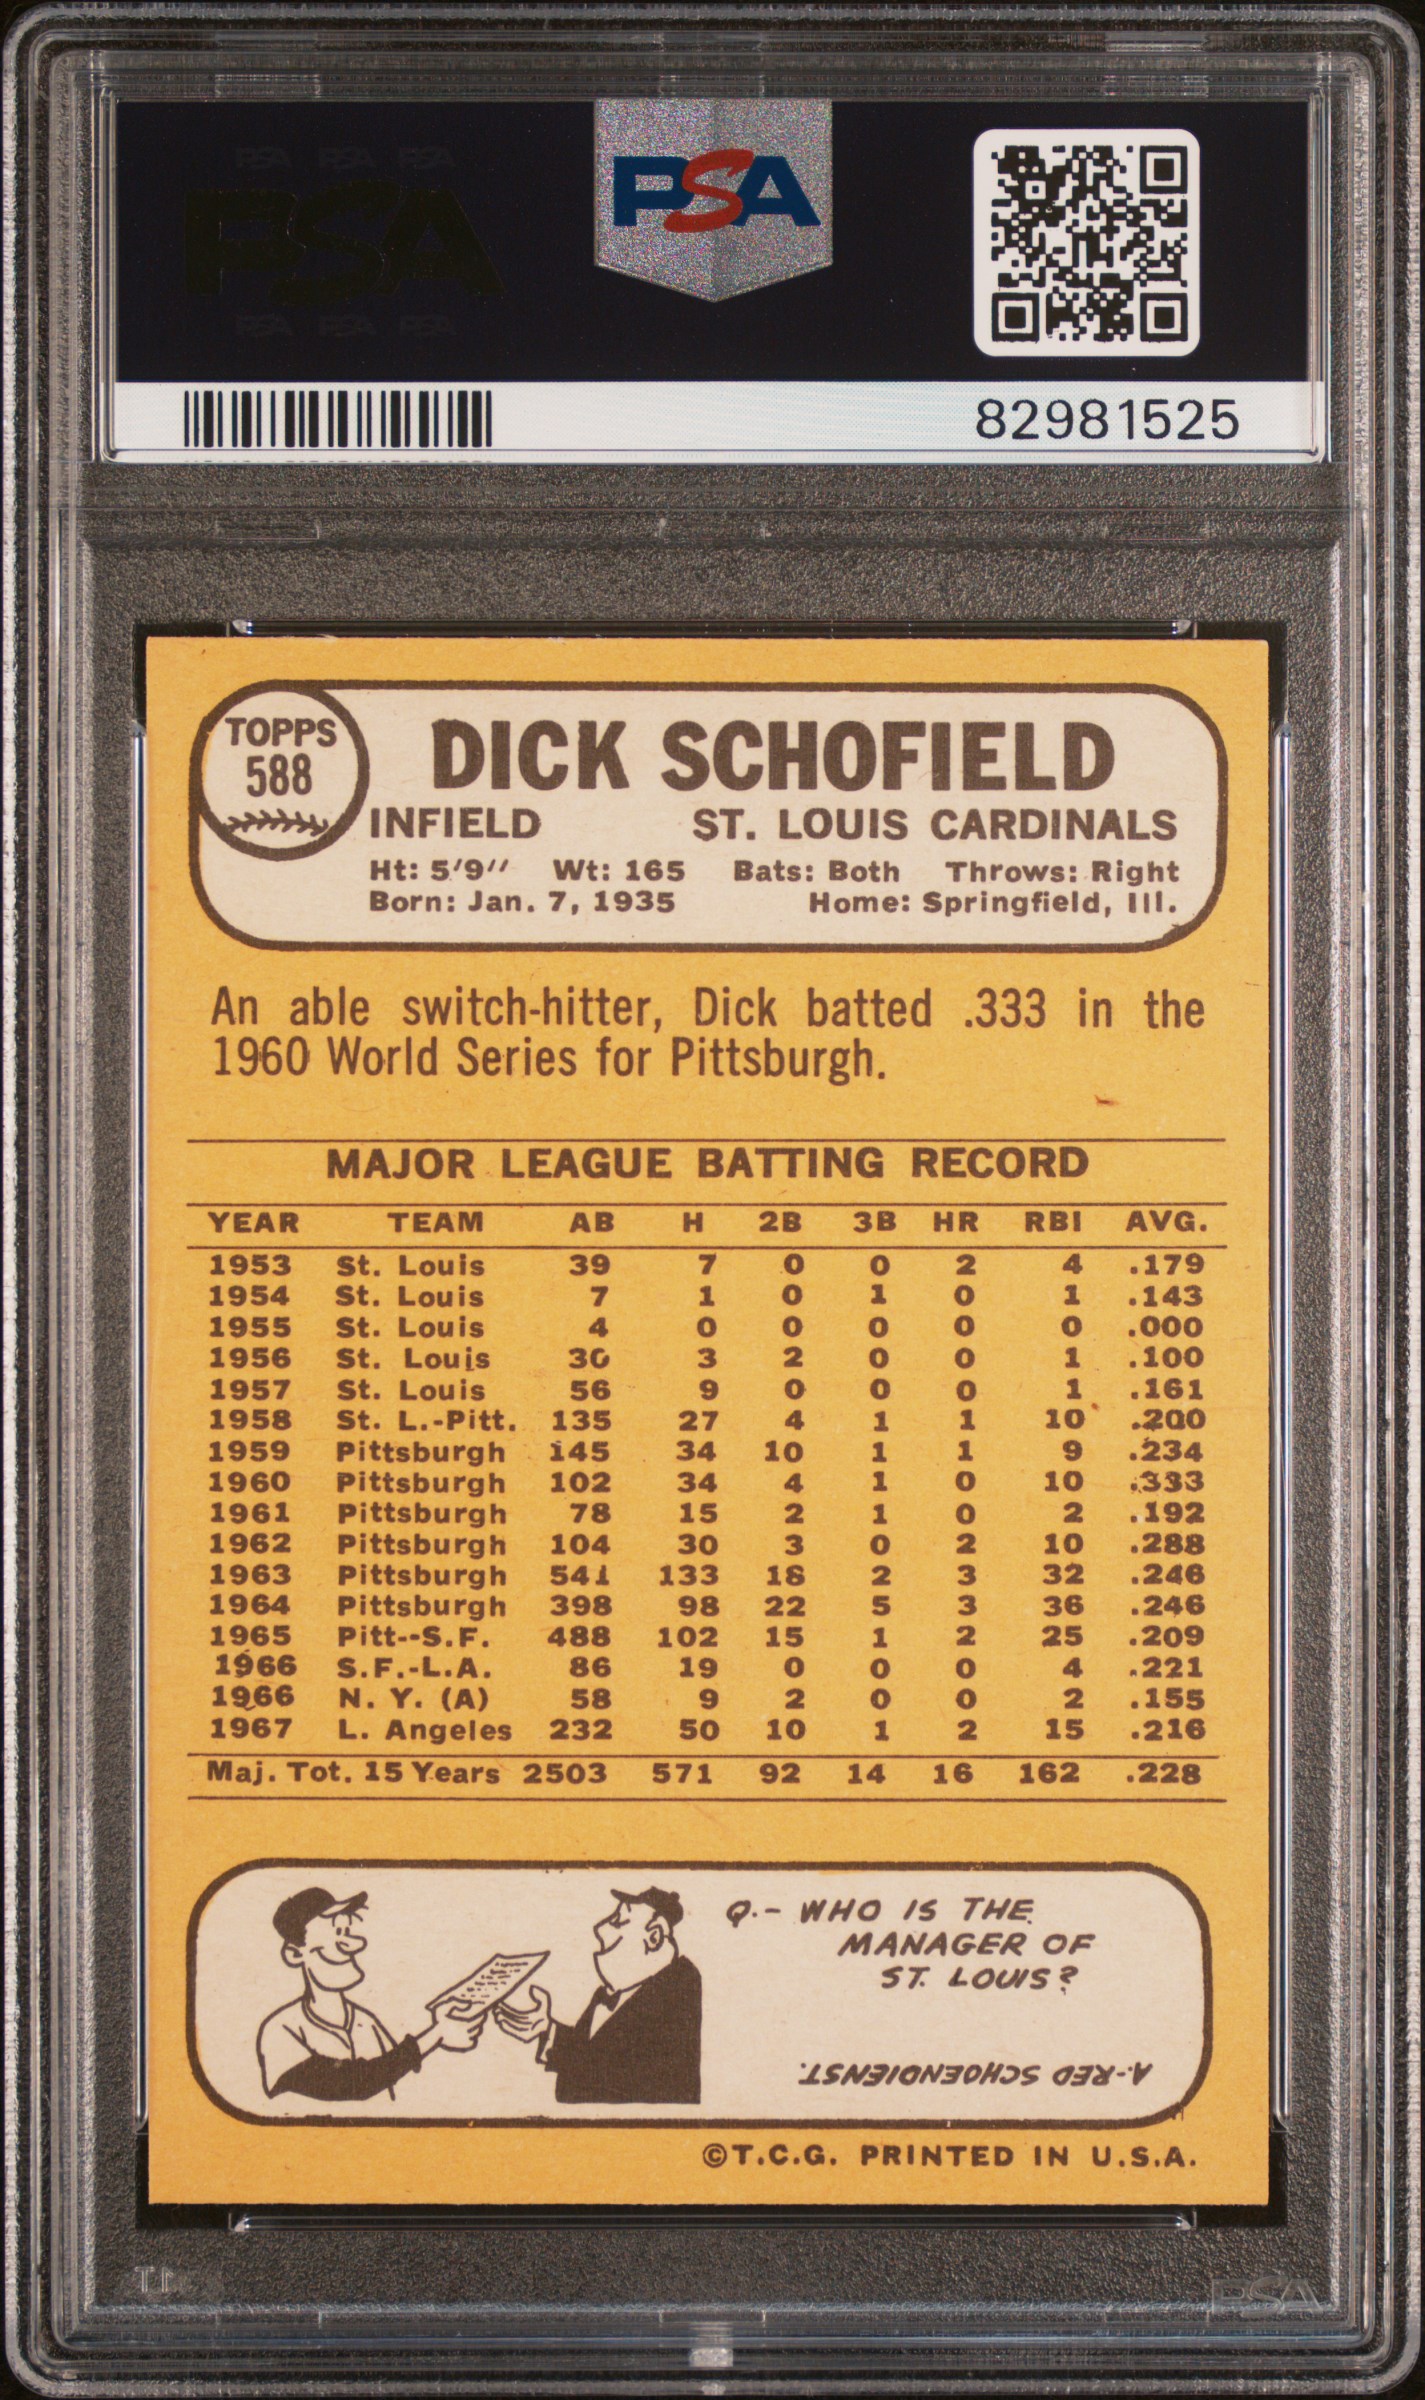 PSA PSA PSA
PSA
PSA PSA PSA
PSA
82981525
TOPPS
588
DICK SCHOFIELD
INFIELD ST. LOUIS CARDINALS
Ht: 5'9" Wt: 165 Bats: Both Throws: Right
Born: Jan. 7, 1935 Home: Springfield, Ill.
An able switch-hitter, Dick batted .333 in the
1960 World Series for Pittsburgh.
MAJOR LEAGUE BATTING RECORD
YEAR TEAM AB H 2B 3B HR RBI AVG.
1953 St. Louis 39 7 0 0 2 4 .179
1954 St. Louis 7 1 0 1 0 1 .143
1955 St. Louis 4 0 0 0 0 0 .000
1956 St. Louis 30 3 2 0 0 1 .100
1957 St. Louis 56 9 0 0 0 1 .161
1958 St. L.-Pitt. 135 27 4 1 1 10 .200
1959 Pittsburgh 145 34 10 1 1 9 .234
1960 Pittsburgh 102 34 4 1 0 10 .333
1961 Pittsburgh 78 15 2 1 0 2 .192
1962 Pittsburgh 104 30 3 0 2 10 .288
1963 Pittsburgh 541 133 18 2 3 32 .246
1964 Pittsburgh 398 98 22 5 3 36 .246
1965 Pitt--S.F. 488 102 15 1 2 25 .209
1966 S.F.-L.A. 86 19 0 0 0 4 .221
1966 N. Y. (A) 58 9 2 0 0 2 .155
1967 L. Angeles 232 50 10 1 2 15 .216
Maj. Tot. 15 Years 2503 571 92 14 16 162 .228
Q.- WHO IS THE
MANAGER OF
ST. LOUIS?
A.-RED SCHOENDIENST.
©T.C.G. PRINTED IN U.S.A.
PSA